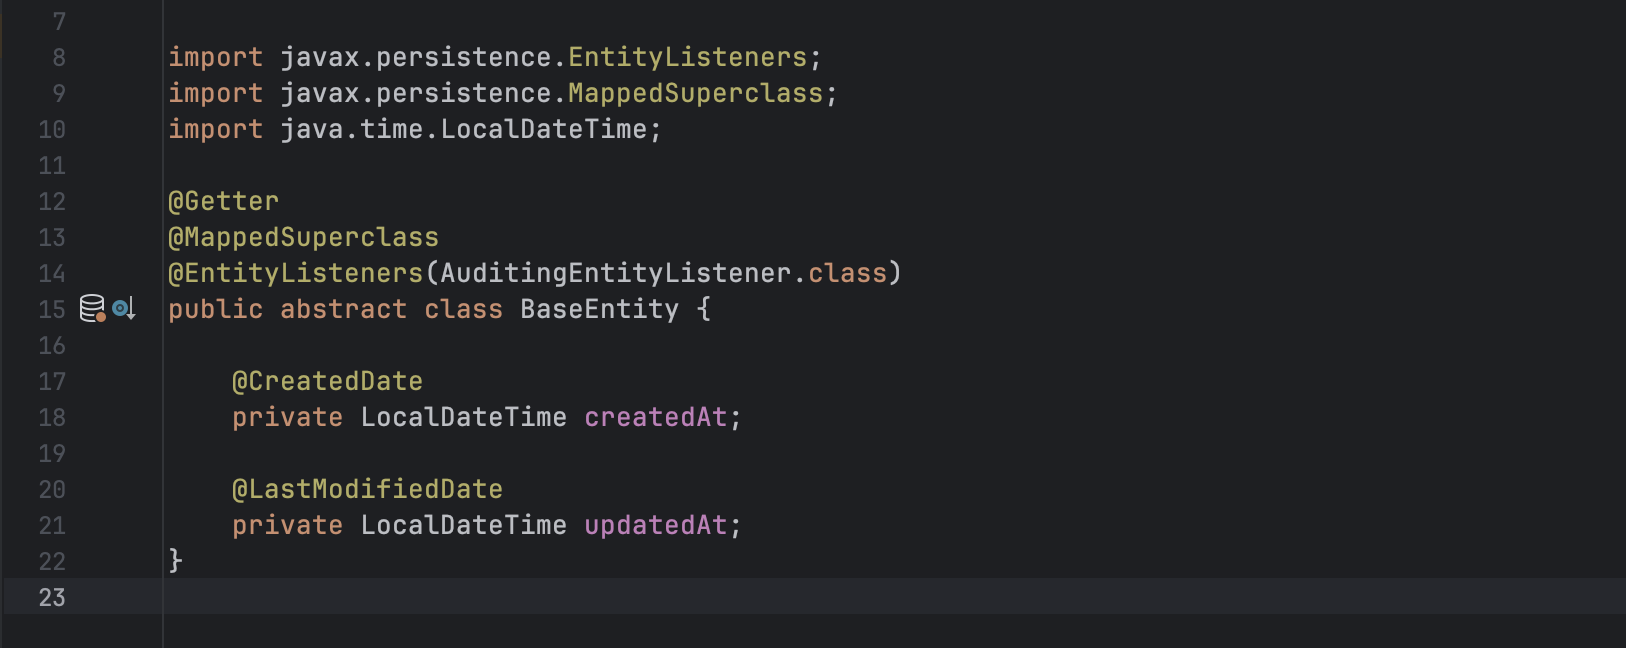 7
8 import javax.persistence.EntityListeners;
9 import javax.persistence.MappedSuperclass;
10 import java.time.LocalDateTime;
11
12 @Getter
13 @MappedSuperclass
14 @EntityListeners(AuditingEntityListener.class)
15 public abstract class BaseEntity {
16
17 @CreatedDate
18 private LocalDateTime createdAt;
19
20 @LastModifiedDate
21 private LocalDateTime updatedAt;
22 }
23